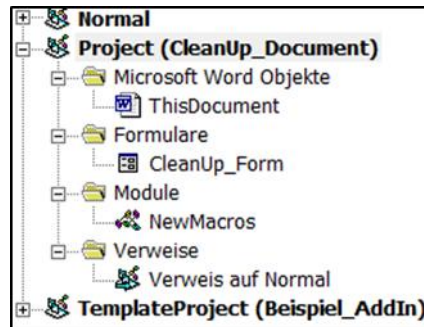 Normal
Project (CleanUp_Document)
Microsoft Word Objekte
ThisDocument
Formulare
CleanUp_Form
Module
NewMacros
Verweise
Verweis auf Normal
TemplateProject (Beispiel_AddIn)